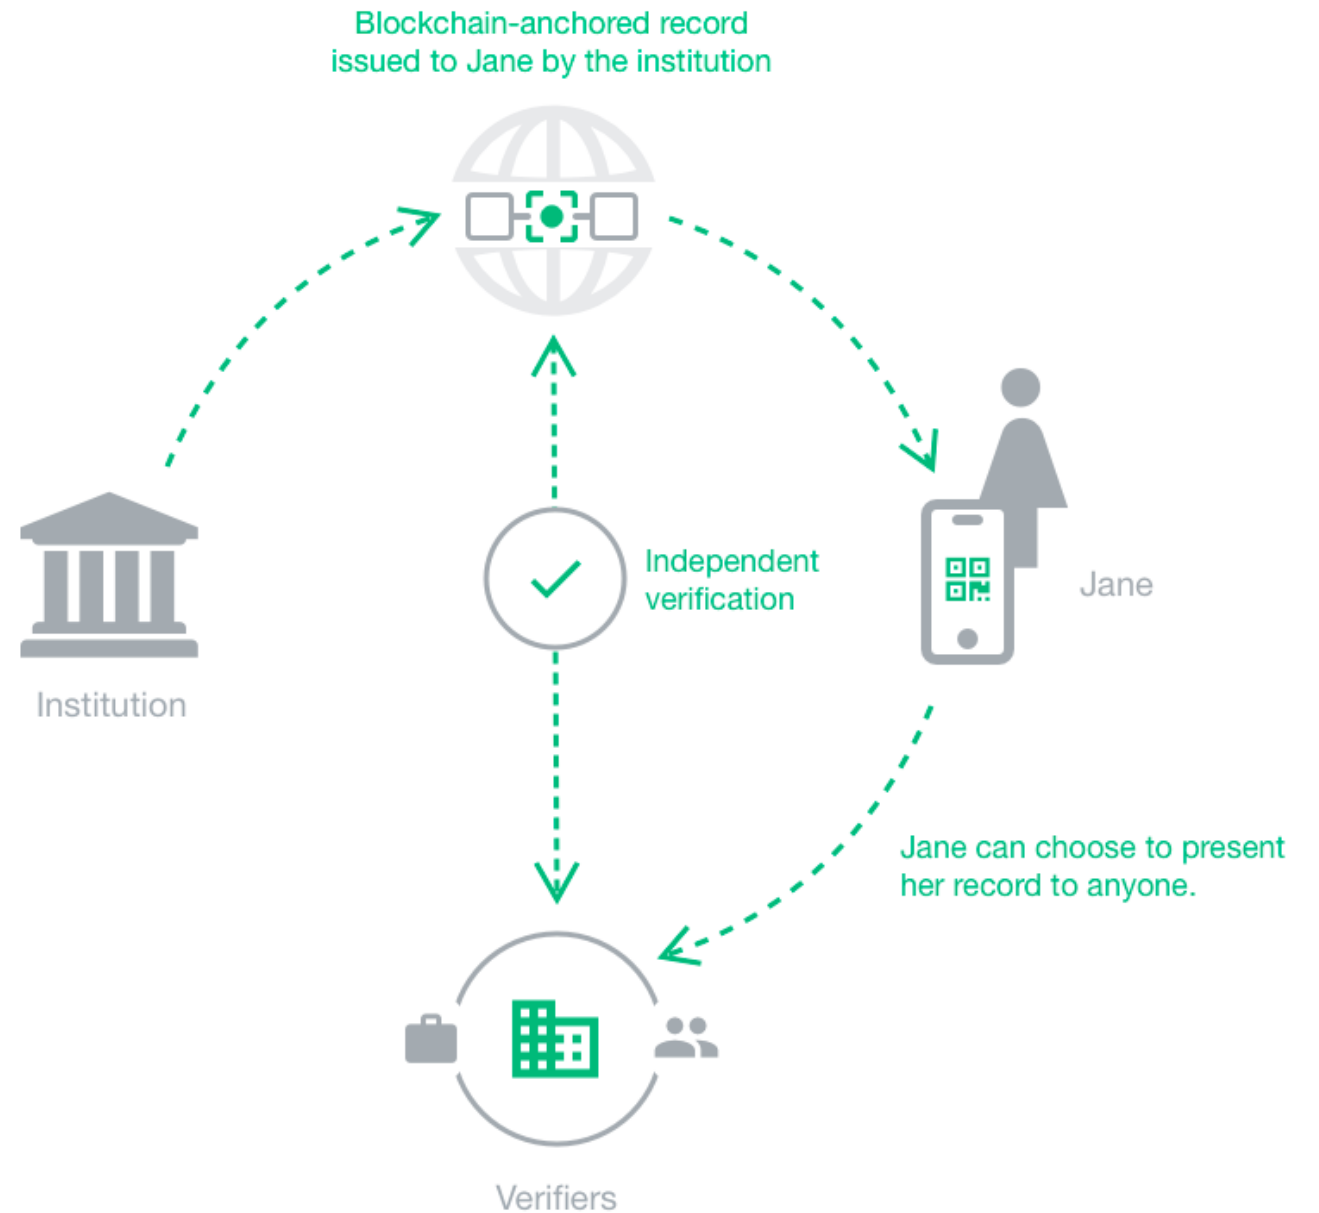 Blockchain-anchored record
issued to Jane by the institution
Independent
verification
Jane
Institution
Jane can choose to present
her record to anyone.
Verifiers